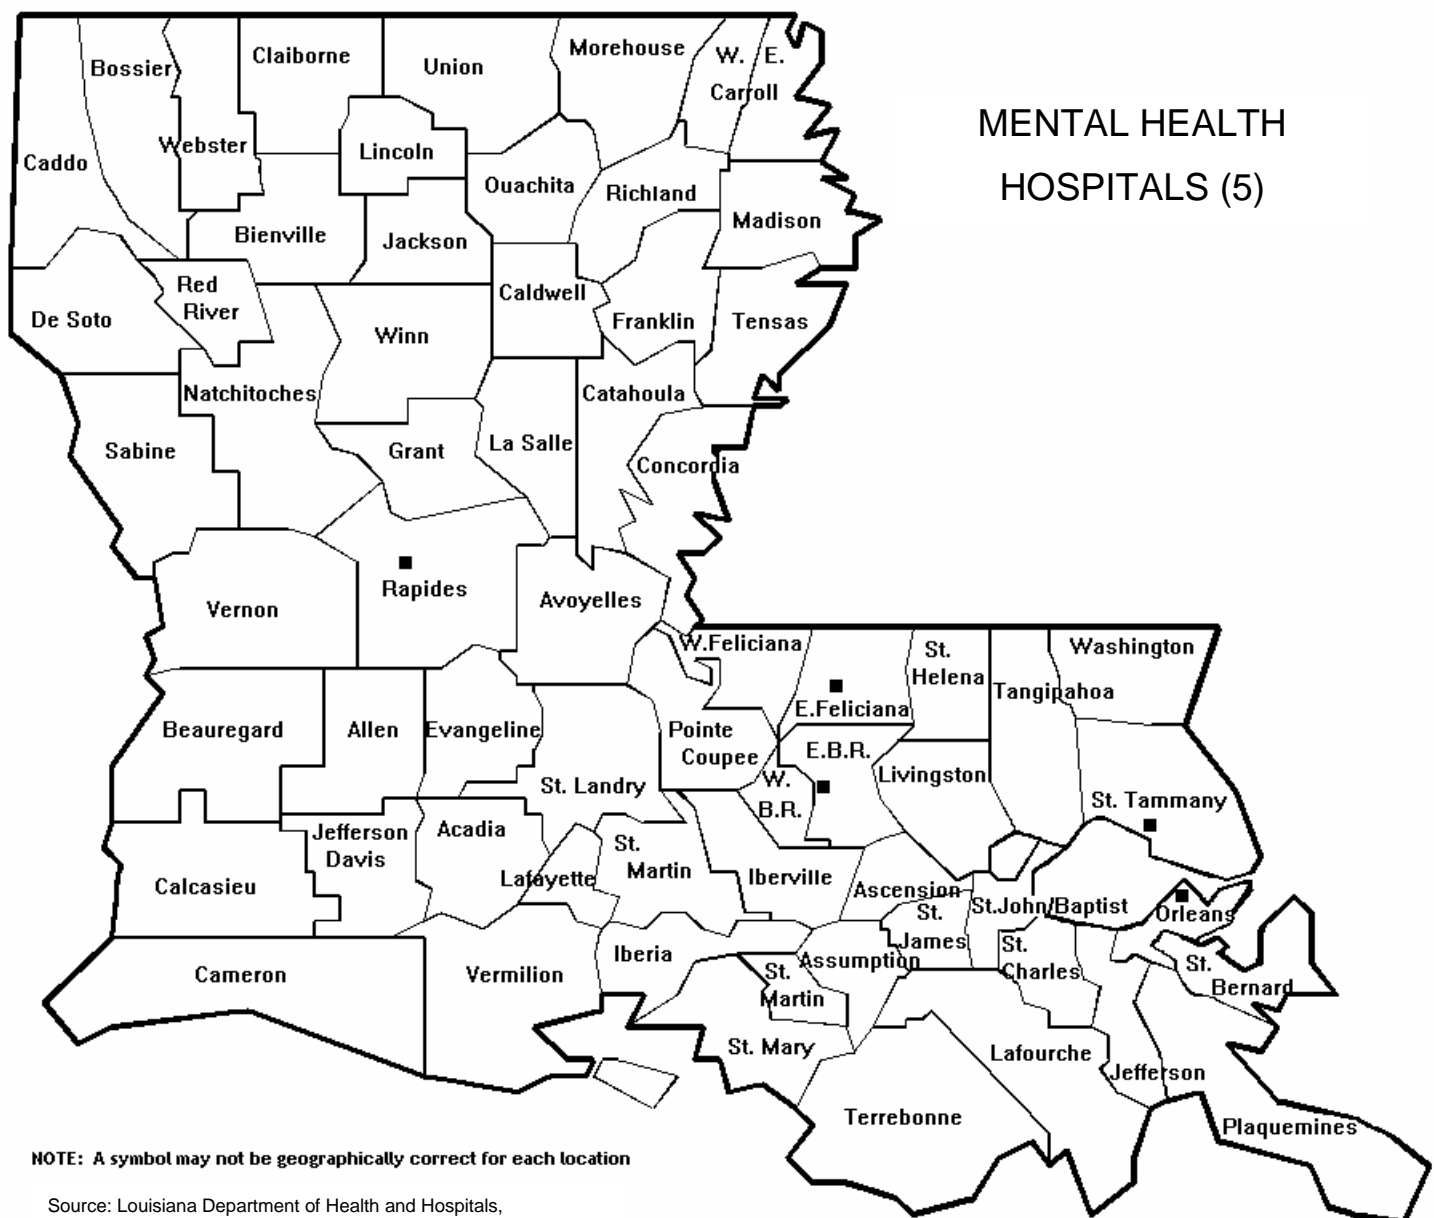 MENTAL HEALTH
HOSPITALS (5)
Claiborne
Morehouse
Union
Bossier
W. E.
Carroll
Webster
Lincoln
Caddo
Ouachita
Richland
Madison
Bienville
Jackson
Red
River
Caldwell
De Soto
Winn
Franklin
Tensas
Natchitoches
Catahoula
Sabine
Grant
La Salle
Concordia
Rapides
Vernon
Avoyelles
W.Feliciana
St.
Helena
Washington
Tangipahoa
E.Feliciana
Beauregard
Allen
Evangeline
Pointe
Coupee
E.B.R.
W.
B.R.
Livingston
St. Landry
St. Tammany
Jefferson
Davis
Acadia
St.
Martin
Lafayette
Iberville
Calcasieu
Ascension
St.
James
St.John/Baptist
Orleans
St.
Charles
Iberia
Assumption
St.
Martin
St.
Bernard
Cameron
Vermilion
St. Mary
Lafourche
Jefferson
Terrebonne
Plaquemines
NOTE: A symbol may not be geographically correct for each location
Source: Louisiana Department of Health and Hospitals,